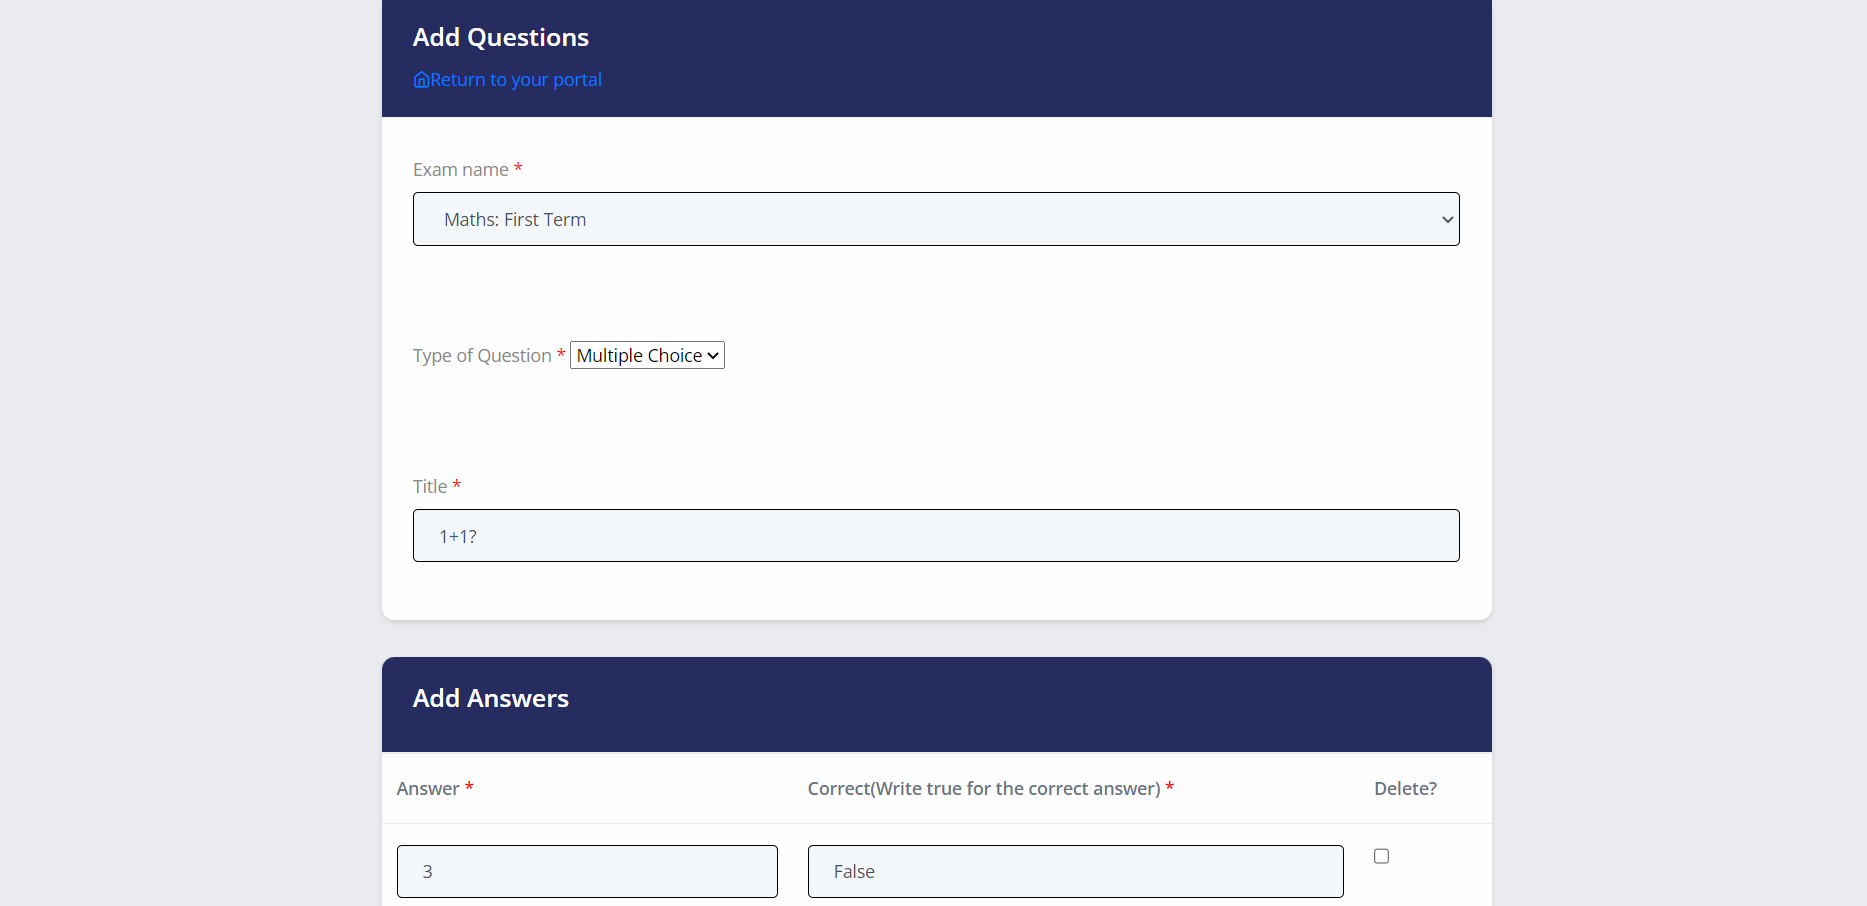 Add Questions
Return to your portal
Exam name *
Maths: First Term
Type of Question * Multiple Choice
Title *
1+1?
Add Answers
Answer * Correct(Write true for the correct answer) * Delete?
3 False